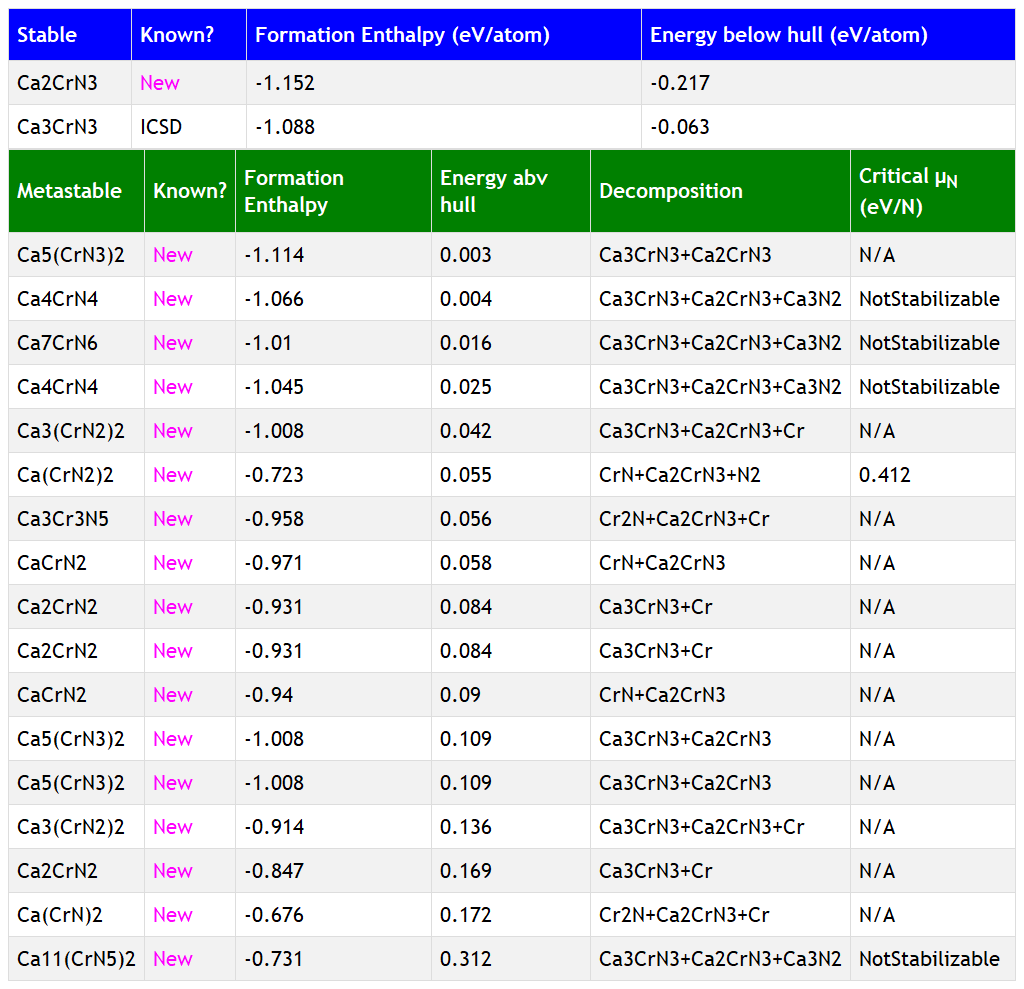 Stable Known? Formation Enthalpy (eV/atom) Energy below hull (eV/atom)
Ca2CrN3 New -1.152 -0.217
Ca3CrN3 ICSD -1.088 -0.063
Metastable Known? Formation Enthalpy Energy abv hull Decomposition Critical μN (eV/N)
Ca5(CrN3)2 New -1.114 0.003 Ca3CrN3+Ca2CrN3 N/A
Ca4CrN4 New -1.066 0.004 Ca3CrN3+Ca2CrN3+Ca3N2 NotStabilizable
Ca7CrN6 New -1.01 0.016 Ca3CrN3+Ca2CrN3+Ca3N2 NotStabilizable
Ca4CrN4 New -1.045 0.025 Ca3CrN3+Ca2CrN3+Ca3N2 NotStabilizable
Ca3(CrN2)2 New -1.008 0.042 Ca3CrN3+Ca2CrN3+Cr N/A
Ca(CrN2)2 New -0.723 0.055 CrN+Ca2CrN3+N2 0.412
Ca3Cr3N5 New -0.958 0.056 Cr2N+Ca2CrN3+Cr N/A
CaCrN2 New -0.971 0.058 CrN+Ca2CrN3 N/A
Ca2CrN2 New -0.931 0.084 Ca3CrN3+Cr N/A
Ca2CrN2 New -0.931 0.084 Ca3CrN3+Cr N/A
CaCrN2 New -0.94 0.09 CrN+Ca2CrN3 N/A
Ca5(CrN3)2 New -1.008 0.109 Ca3CrN3+Ca2CrN3 N/A
Ca5(CrN3)2 New -1.008 0.109 Ca3CrN3+Ca2CrN3 N/A
Ca3(CrN2)2 New -0.914 0.136 Ca3CrN3+Ca2CrN3+Cr N/A
Ca2CrN2 New -0.847 0.169 Ca3CrN3+Cr N/A
Ca(CrN)2 New -0.676 0.172 Cr2N+Ca2CrN3+Cr N/A
Ca11(CrN5)2 New -0.731 0.312 Ca3CrN3+Ca2CrN3+Ca3N2 NotStabilizable